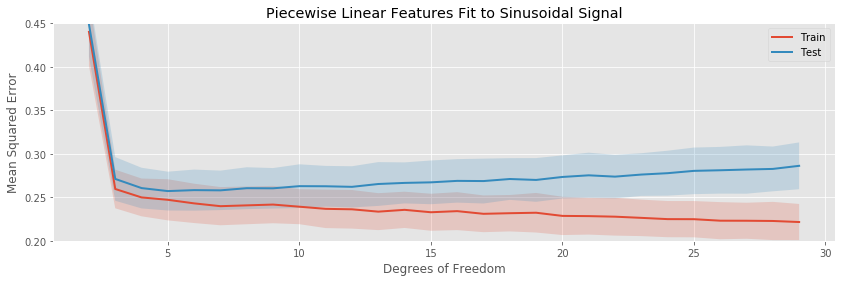 Piecewise Linear Features Fit to Sinusoidal Signal
0.45
0.40
0.35
0.30
0.25
0.20
Mean Squared Error
Train
Test
5
10
15
20
25
30
Degrees of Freedom